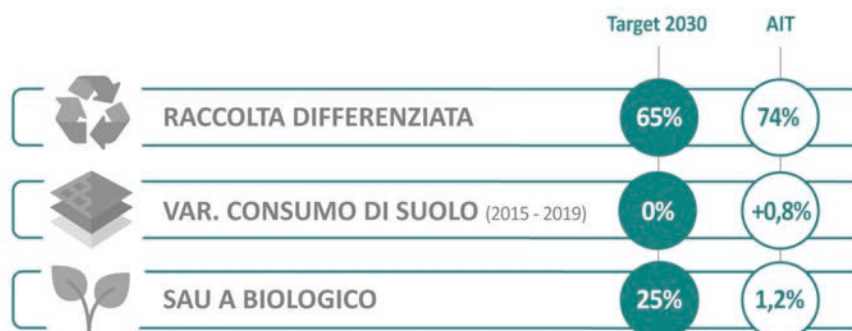 Target 2030 AIT
RACCOLTA DIFFERENZIATA 65% 74%
VAR. CONSUMO DI SUOLO (2015 - 2019) 0% +0,8%
SAU A BIOLOGICO 25% 1,2%